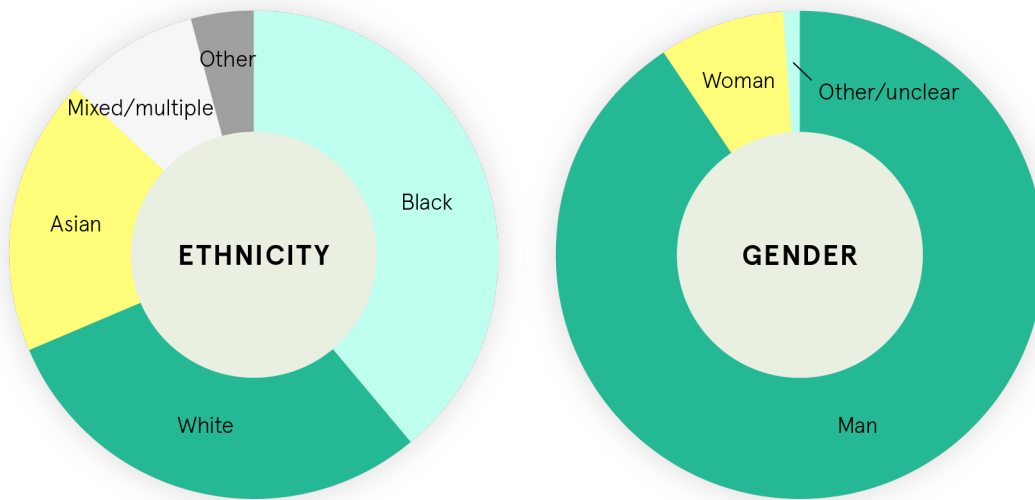 Other
Mixed/multiple
Black
Asian
ETHNICITY
White
Woman
Other/unclear
GENDER
Man